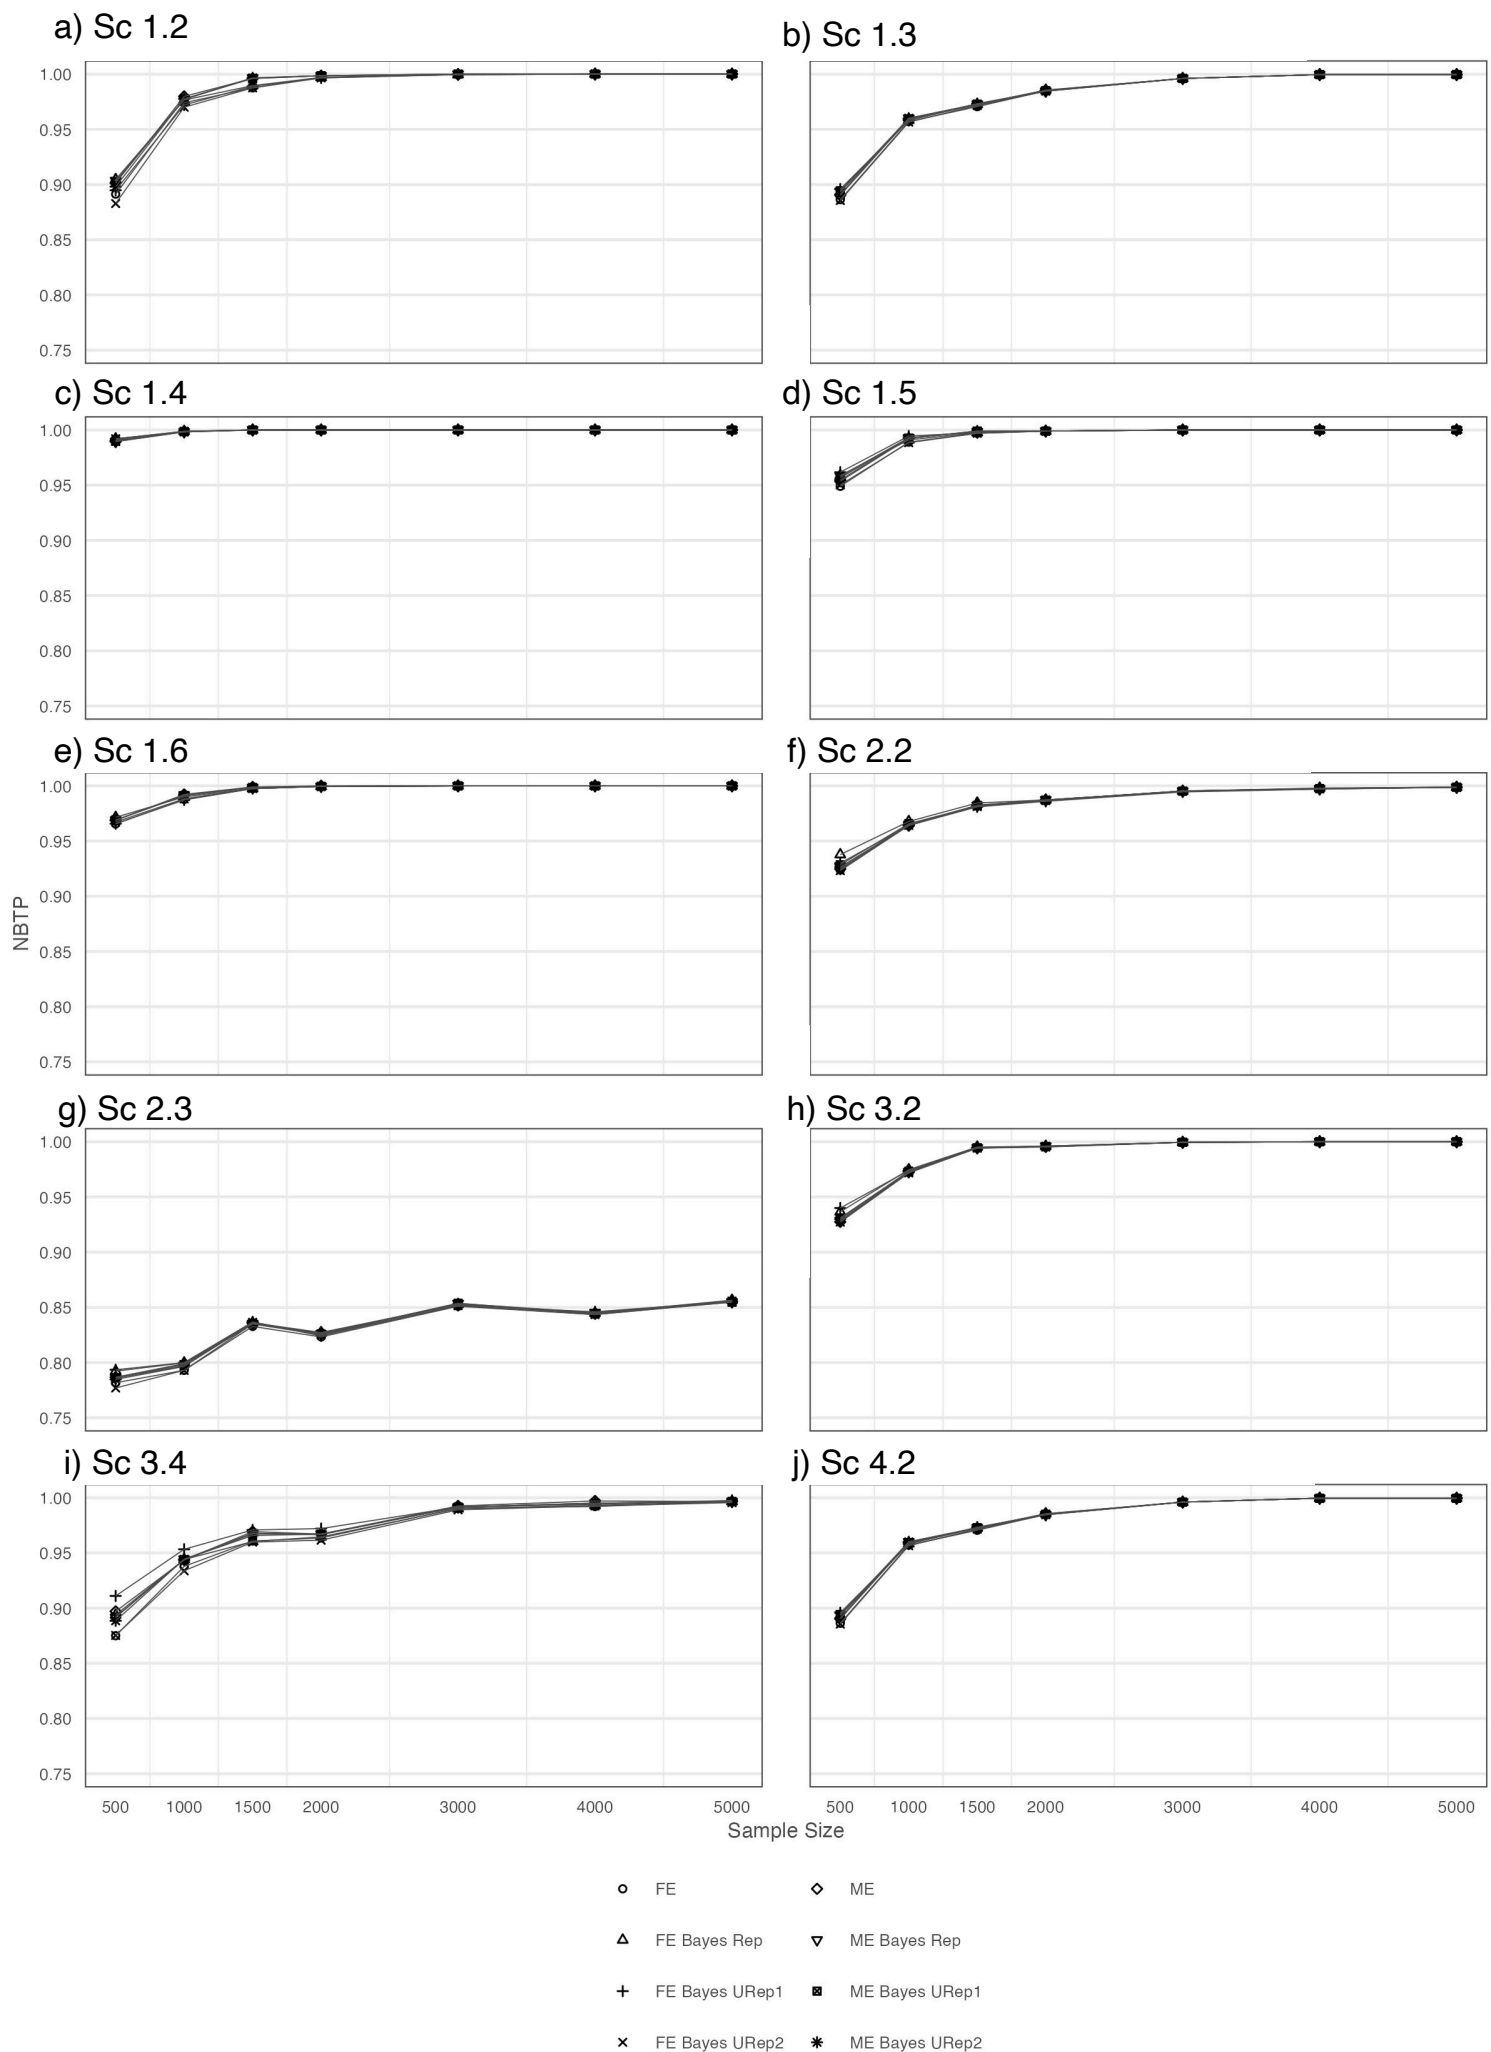 a) Sc 1.2
b) Sc 1.3
1.00
0.95
0.90
0.85
0.80
0.75
c) Sc 1.4
d) Sc 1.5
1.00
0.95
0.90
0.85
0.80
0.75
e) Sc 1.6
f) Sc 2.2
1.00
0.95
0.90
0.85
0.80
0.75
NBTP
g) Sc 2.3
h) Sc 3.2
1.00
0.95
0.90
0.85
0.80
0.75
i) Sc 3.4
j) Sc 4.2
1.00
0.95
0.90
0.85
0.80
0.75
500 1000 1500 2000 3000 4000 5000
500 1000 1500 2000 3000 4000 5000
Sample Size
FE
ME
FE Bayes Rep
ME Bayes Rep
FE Bayes URep1
ME Bayes URep1
FE Bayes URep2
ME Bayes URep2